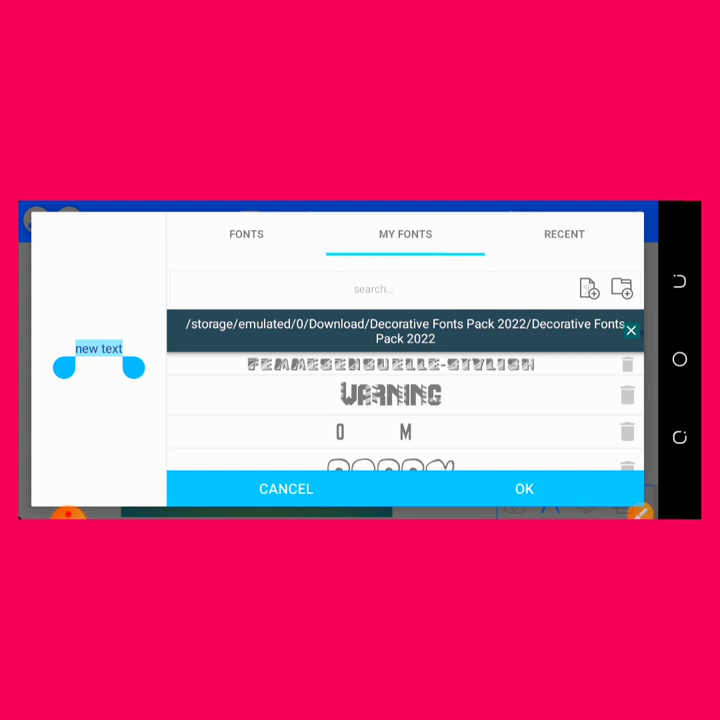 FONTS
MY FONTS
RECENT
search...
/storage/emulated/0/Download/Decorative Fonts Pack 2022/Decorative Fonts
Pack 2022
new text
FEMMESENSUELLE-STYLISH
WARNING
O M
CANCEL
OK